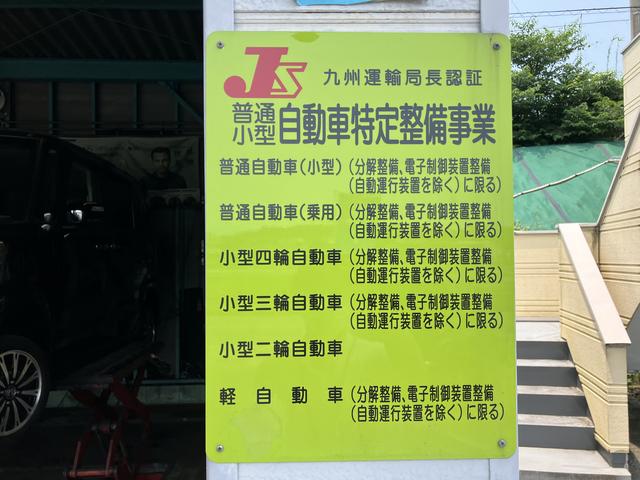 JS 九州運輸局長認証
普通
小型 自動車特定整備事業
普通自動車(小型)(分解整備、電子制御装置整備
(自動運行装置を除く)に限る)
普通自動車(乗用)(分解整備、電子制御装置整備
(自動運行装置を除く)に限る)
小型四輪自動車(分解整備、電子制御装置整備
(自動運行装置を除く)に限る)
小型三輪自動車(分解整備、電子制御装置整備
(自動運行装置を除く)に限る)
小型二輪自動車
軽自動車(分解整備、電子制御装置整備
(自動運行装置を除く)に限る)